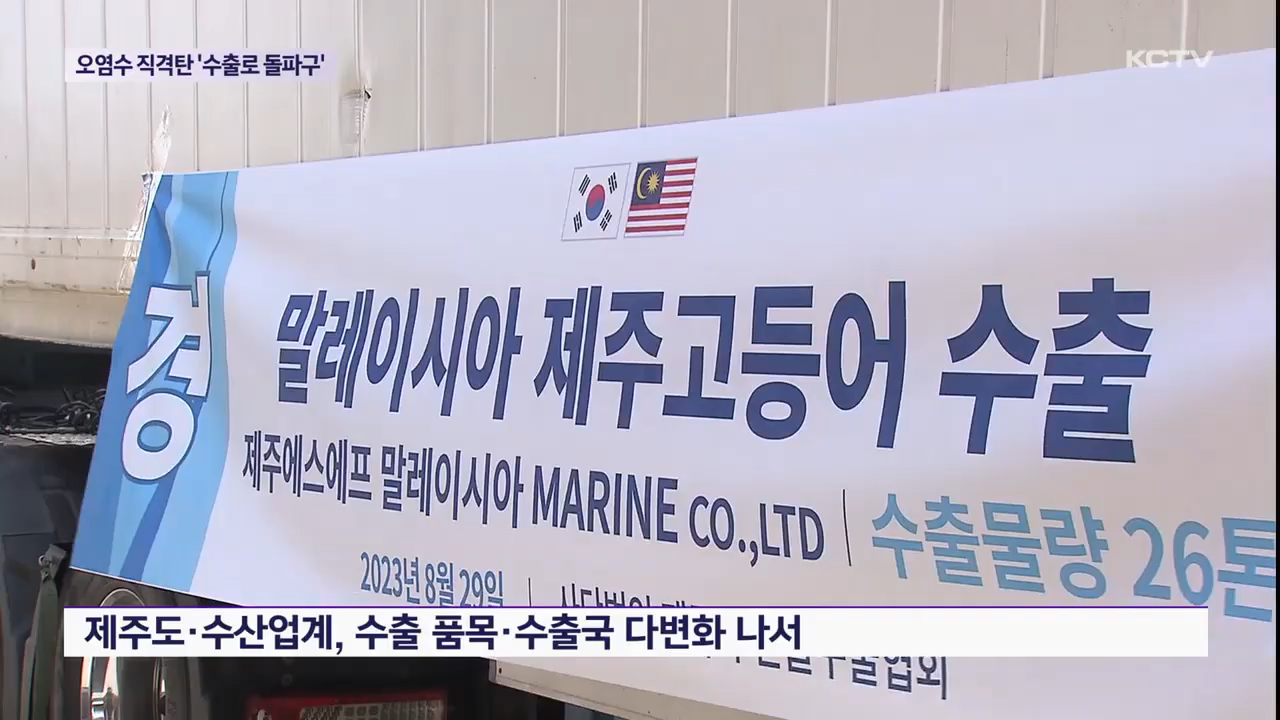 오염수 직격탄 '수출로 돌파구'
KCTV
경
말레이시아 제주고등어 수출
제주에스에프 말레이시아 MARINE CO.,LTD | 수출물량 26톤
2023년 8월 29일 |
수출협회
제주도·수산업계, 수출 품목·수출국 다변화 나서